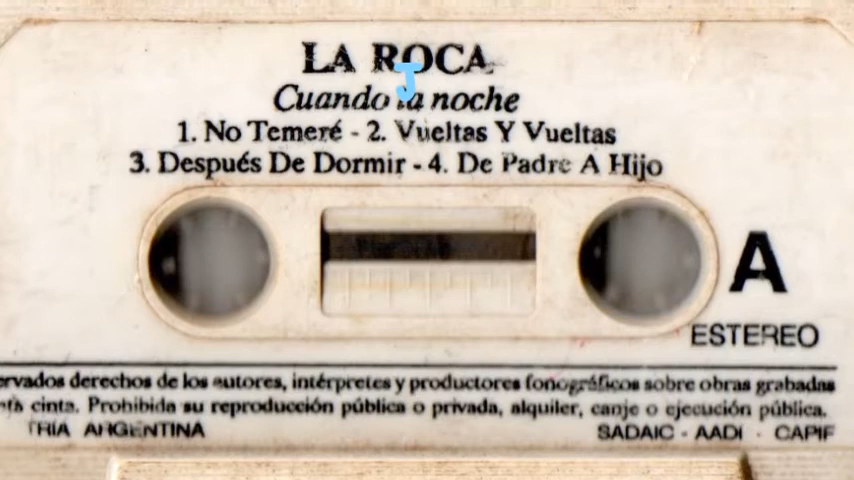 LA ROCA
J
Cuando la noche
1. No Temeré - 2. Vueltas Y Vueltas
3. Después De Dormir - 4. De Padre A Hijo
A
ESTEREO
ervados derechos de los autores, intérpretes y productores fonográficos sobre obras grabadas
cinta. Prohibida su reproducción pública o privada, alquiler, canje o ejecución pública.
TRIA ARGENTINA
SADAIC - AADI - CAPIF